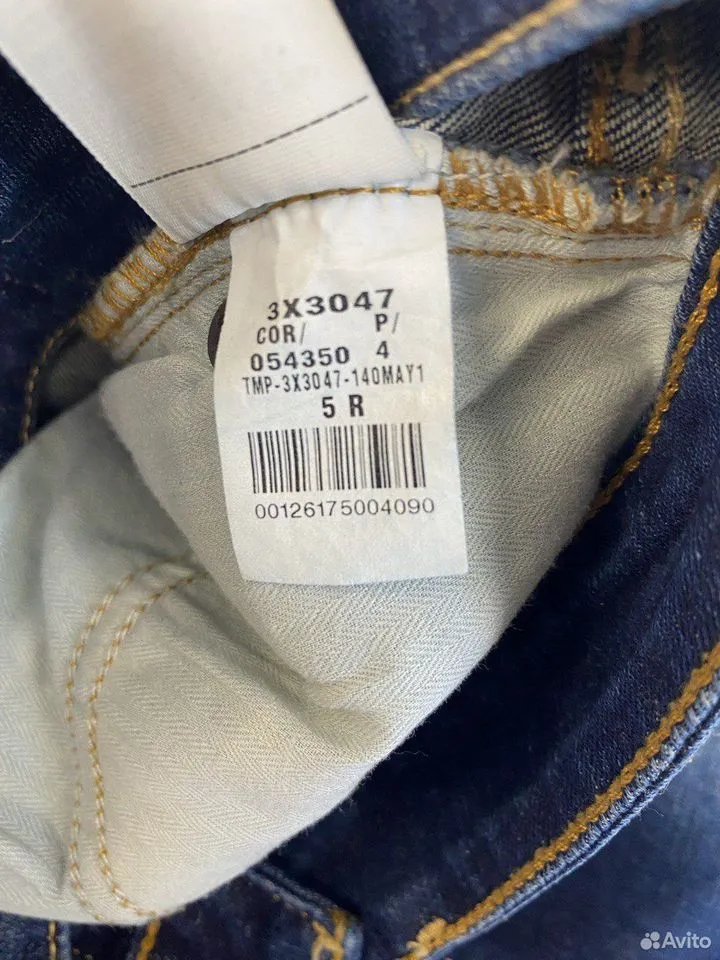 3X3047
COR/ P/
054350 4
TMP-3X3047-140MAY1
5 R
00126175004090
Avito